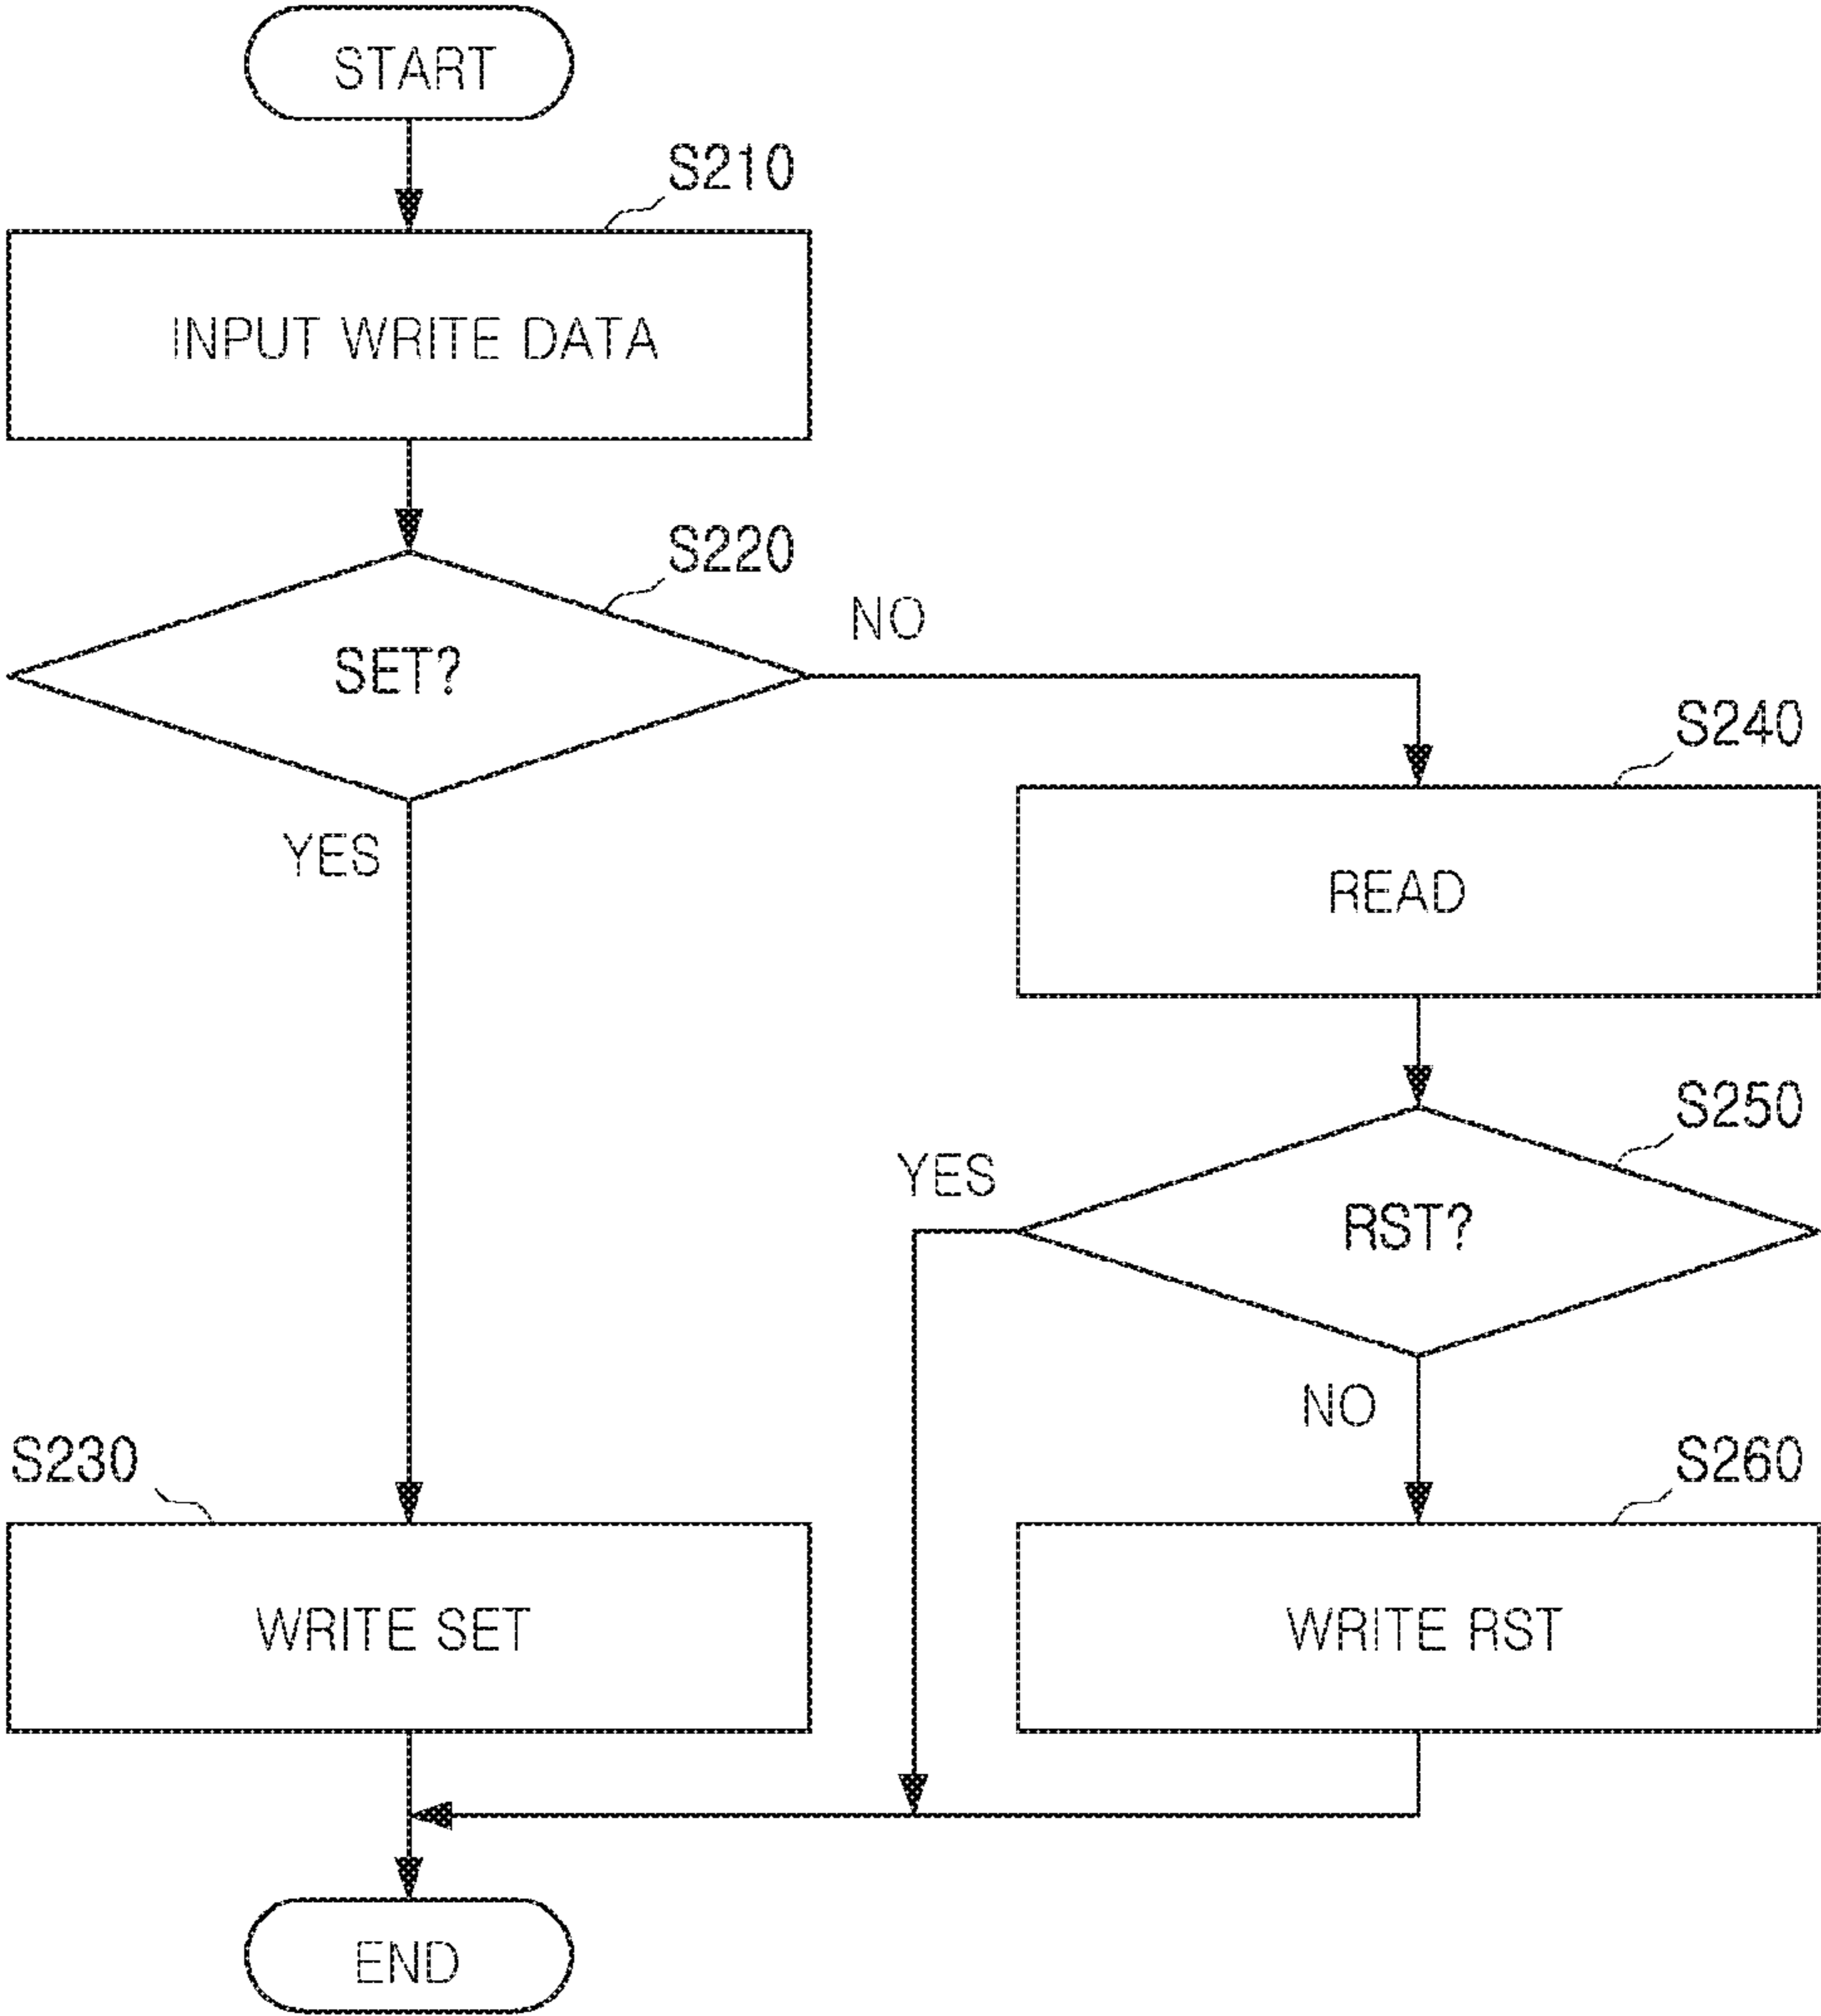 START
S210
INPUT WRITE DATA
S220
SET?
NO
YES
S240
READ
S250
YES
RST?
NO
S230
S260
WRITE SET
WRITE RST
END